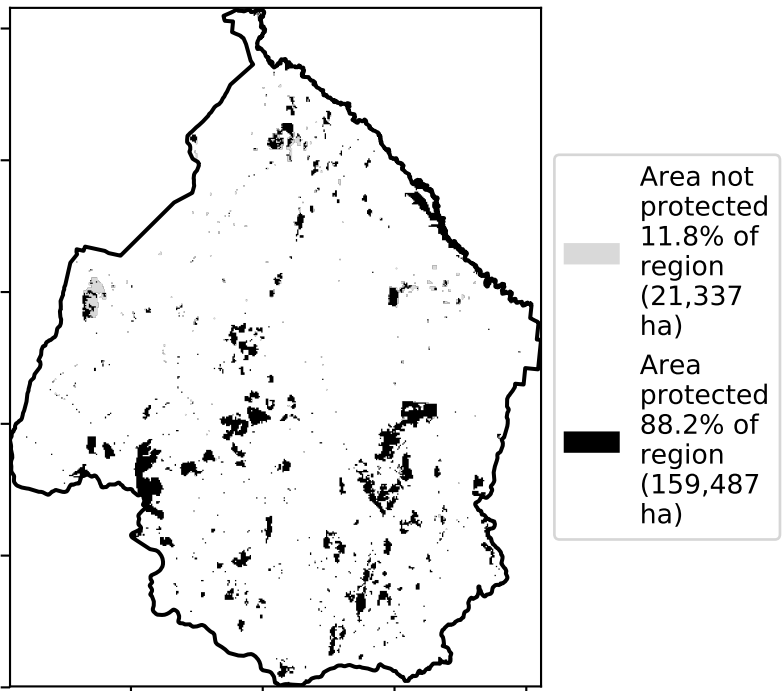 Area not
protected
11.8% of
region
(21,337
ha)
Area
protected
88.2% of
region
(159,487
ha)